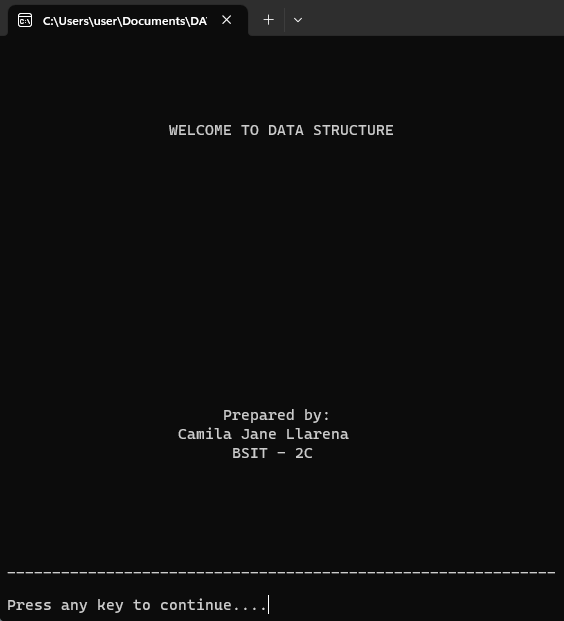 C:\Users\user\Documents\DA
WELCOME TO DATA STRUCTURE
Prepared by:
Camila Jane Llarena
BSIT - 2C
-------------------------------------------------------------
Press any key to continue....